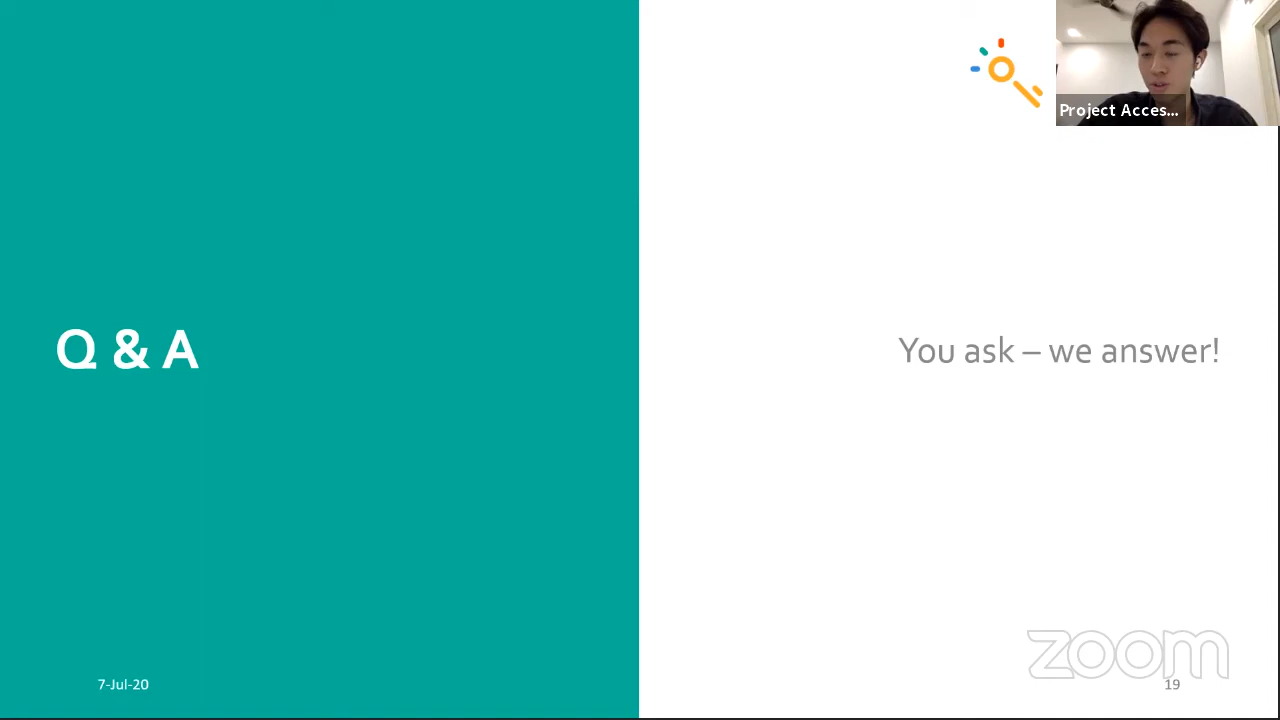 Project Acces...
Q & A
You ask – we answer!
zoom
7-Jul-20
19